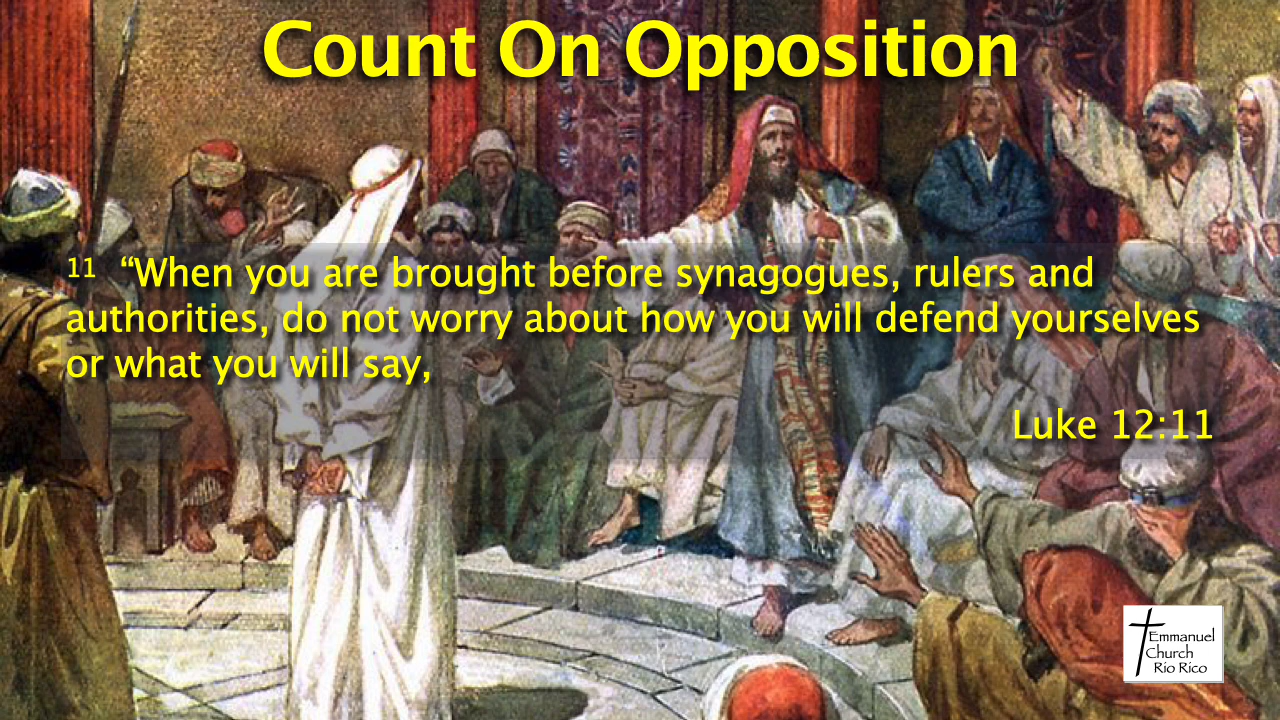 Count On Opposition
11 “When you are brought before synagogues, rulers and
authorities, do not worry about how you will defend yourselves
or what you will say,
Luke 12:11
Emmanuel
Church
Rio Rico